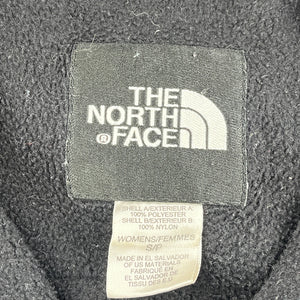 THE
NORTH
® FACE
SHELL A/EXTERIEUR A:
100% POLYESTER
SHELL B/EXTERIEUR B:
100% NYLON
WOMENS/FEMMES
S/P
MADE IN EL SALVADOR
OF US MATERIALS
FABRIQUÉ EN
EL SALVADOR DE
TISSU DES É U